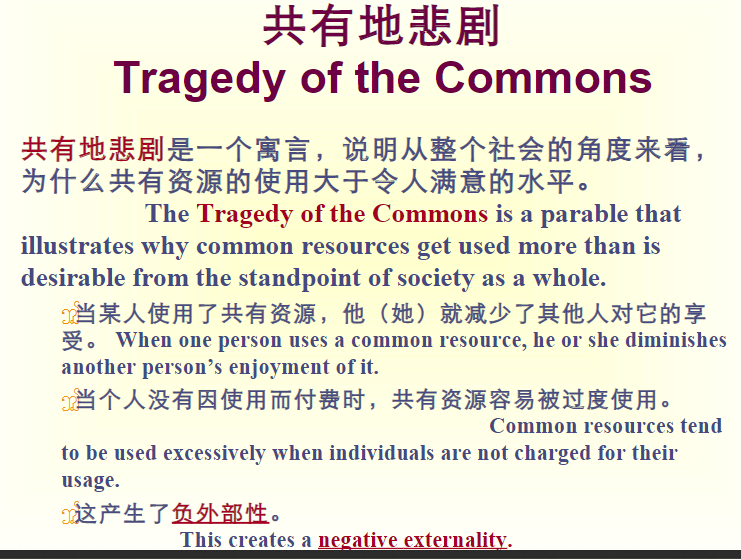 共有地悲剧
Tragedy of the Commons
共有地悲剧是一个寓言，说明从整个社会的角度来看，
为什么共有资源的使用大于令人满意的水平。
The Tragedy of the Commons is a parable that
illustrates why common resources get used more than is
desirable from the standpoint of society as a whole.
当某人使用了共有资源，他（她）就减少了其他人对它的享
受。 When one person uses a common resource, he or she diminishes
another person’s enjoyment of it.
当个人没有因使用而付费时，共有资源容易被过度使用。
Common resources tend
to be used excessively when individuals are not charged for their
usage.
这产生了负外部性。
This creates a negative externality.